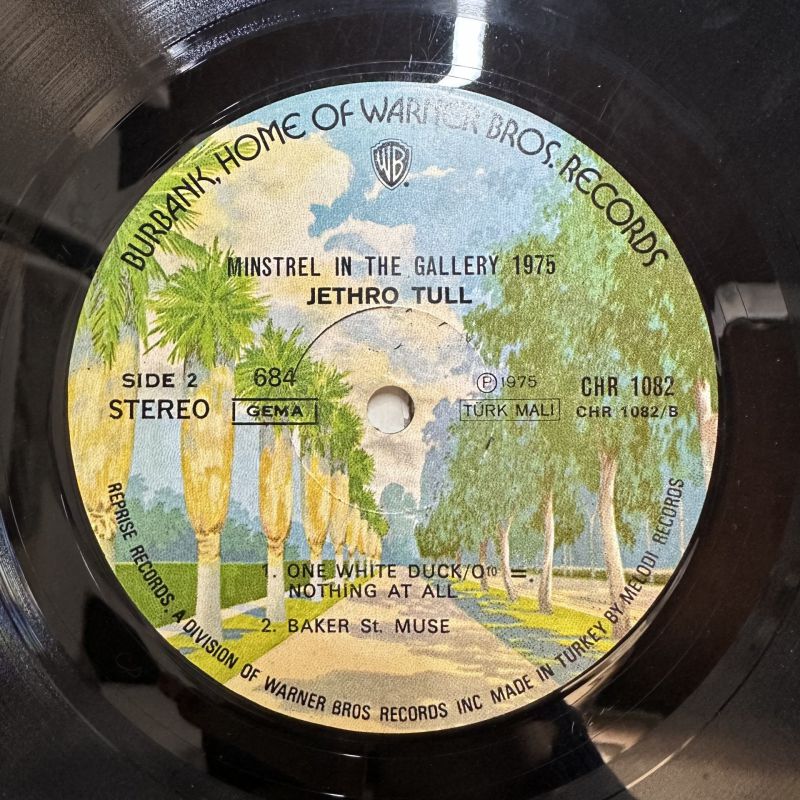 BURBANK, HOME OF WARNER BROS. RECORDS
WB
MINSTREL IN THE GALLERY 1975
JETHRO TULL
SIDE 2
684
STEREO
GEMA
Ⓟ1975
CHR 1082
TÜRK MALI
CHR 1082/B
1. ONE WHITE DUCK/O¹⁰ =.
NOTHING AT ALL
2. BAKER St. MUSE
REPRISE RECORDS. A DIVISION OF WARNER BROS RECORDS INC MADE IN TURKEY BY MELODI RECORDS